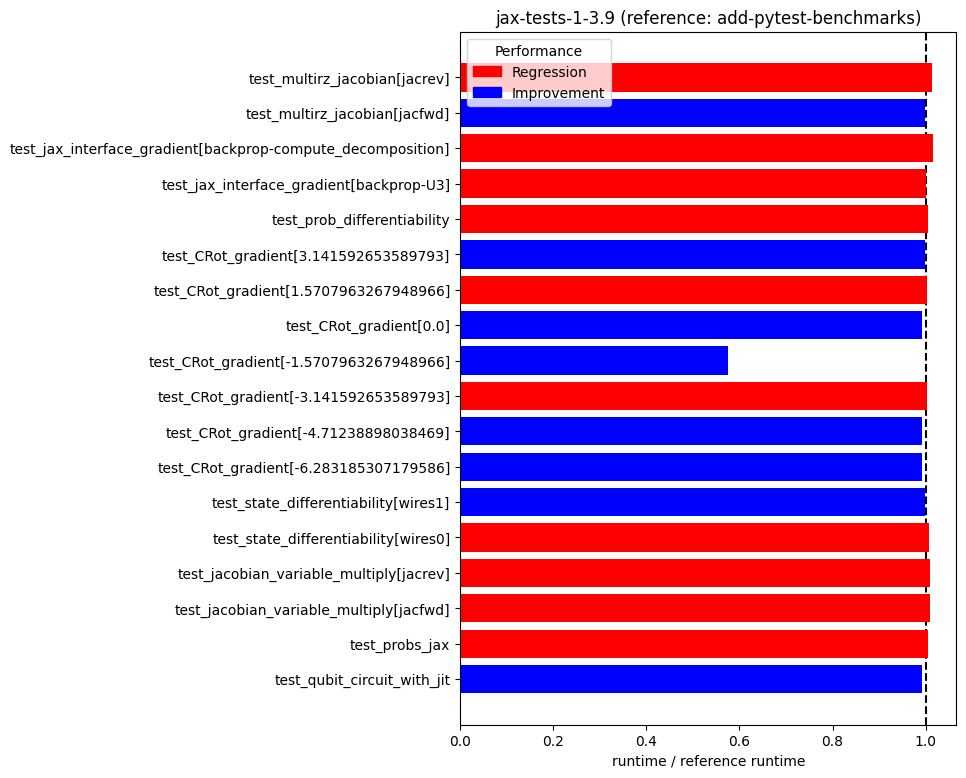 jax-tests-1-3.9 (reference: add-pytest-benchmarks)
Performance
Regression
Improvement
test_multirz_jacobian[jacrev]
test_multirz_jacobian[jacfwd]
test_jax_interface_gradient[backprop-compute_decomposition]
test_jax_interface_gradient[backprop-U3]
test_prob_differentiability
test_CRot_gradient[3.141592653589793]
test_CRot_gradient[1.5707963267948966]
test_CRot_gradient[0.0]
test_CRot_gradient[-1.5707963267948966]
test_CRot_gradient[-3.141592653589793]
test_CRot_gradient[-4.71238898038469]
test_CRot_gradient[-6.283185307179586]
test_state_differentiability[wires1]
test_state_differentiability[wires0]
test_jacobian_variable_multiply[jacrev]
test_jacobian_variable_multiply[jacfwd]
test_probs_jax
test_qubit_circuit_with_jit
0.0 0.2 0.4 0.6 0.8 1.0
runtime / reference runtime